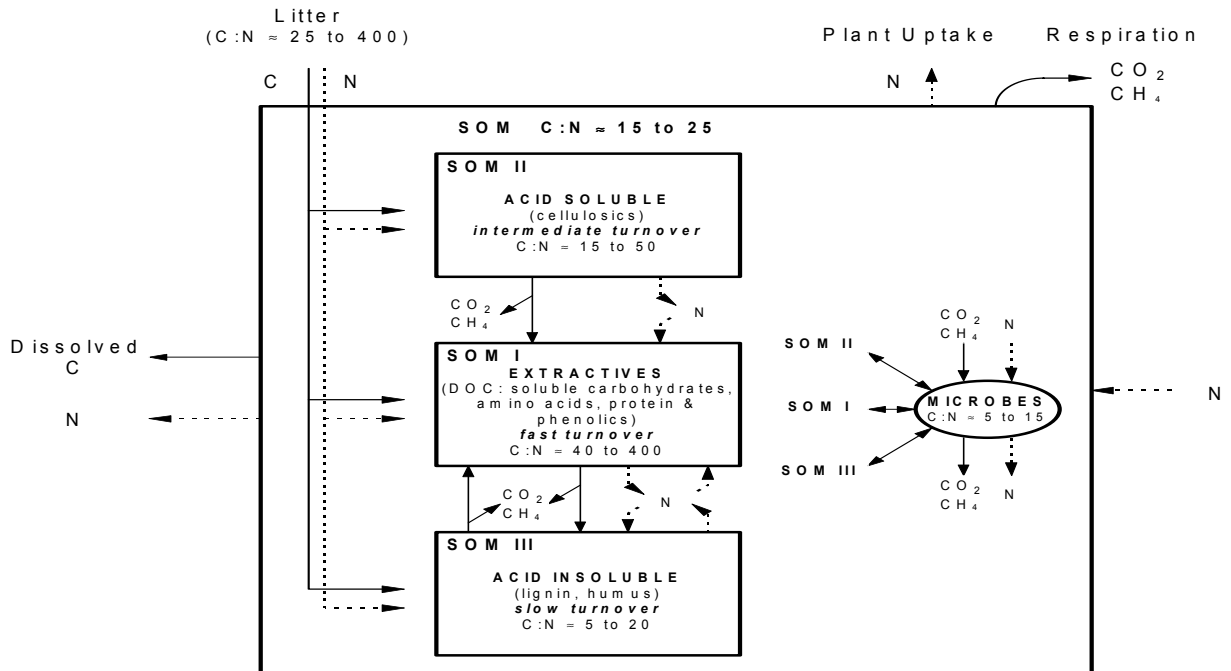 Litter
(C:N ≈ 25 to 400)
Plant Uptake
Respiration
C
N
N
CO₂
CH₄
SOM C:N ≈ 15 to 25
SOM II
ACID SOLUBLE
(cellulosics)
intermediate turnover
C:N ≈ 15 to 50
CO₂
CH₄
N
Dissolved
C
N
SOM I
EXTRACTIVES
(DOC: soluble carbohydrates,
amino acids, protein &
phenolics)
fast turnover
C:N ≈ 40 to 400
CO₂
CH₄
N
SOM III
ACID INSOLUBLE
(lignin, humus)
slow turnover
C:N ≈ 5 to 20
CO₂
CH₄
N
SOM II
SOM I
SOM III
MICROBES
C:N ≈ 5 to 15
CO₂
CH₄
N
N